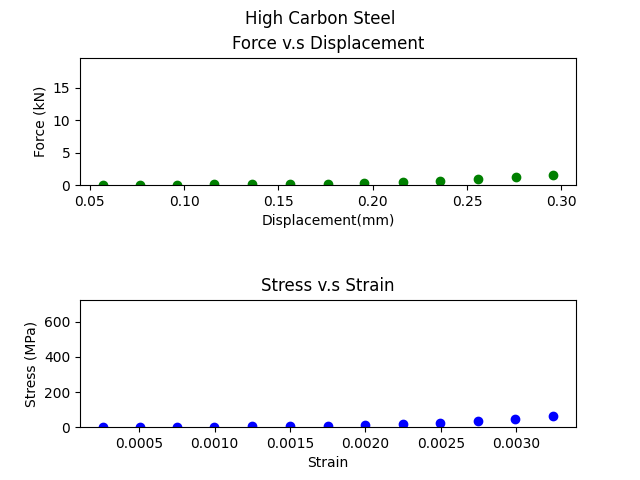 High Carbon Steel
Force v.s Displacement
Force (kN)
15
10
5
0
0.05 0.10 0.15 0.20 0.25 0.30
Displacement(mm)
Stress v.s Strain
Stress (MPa)
600
400
200
0
0.0005 0.0010 0.0015 0.0020 0.0025 0.0030
Strain